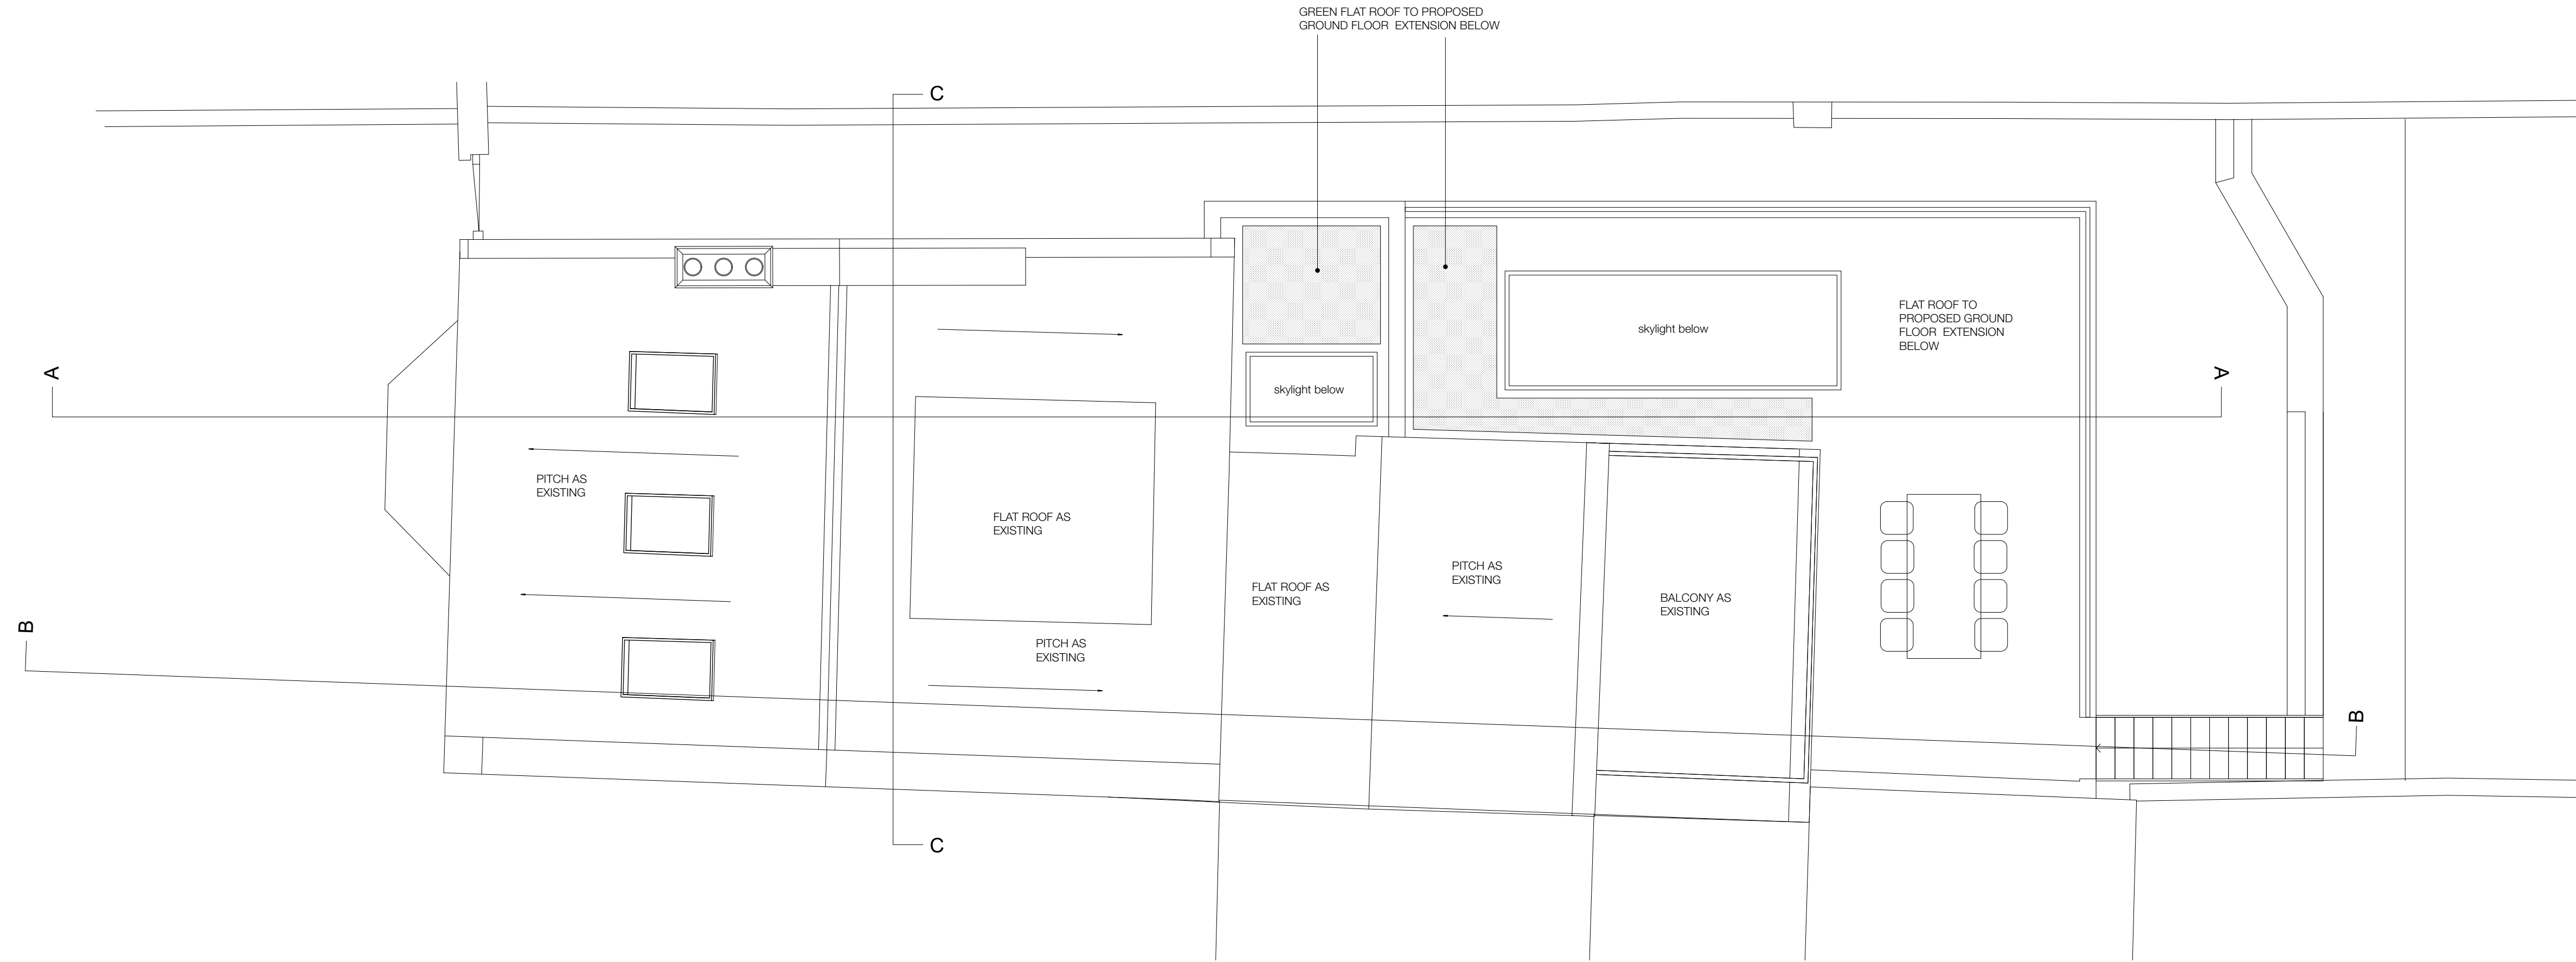 GREEN FLAT ROOF TO PROPOSED
GROUND FLOOR EXTENSION BELOW
C
FLAT ROOF TO
PROPOSED GROUND
FLOOR EXTENSION
BELOW
skylight below
A
A
skylight below
PITCH AS
EXISTING
FLAT ROOF AS
EXISTING
PITCH AS
EXISTING
FLAT ROOF AS
EXISTING
BALCONY AS
EXISTING
B
PITCH AS
EXISTING
B
C